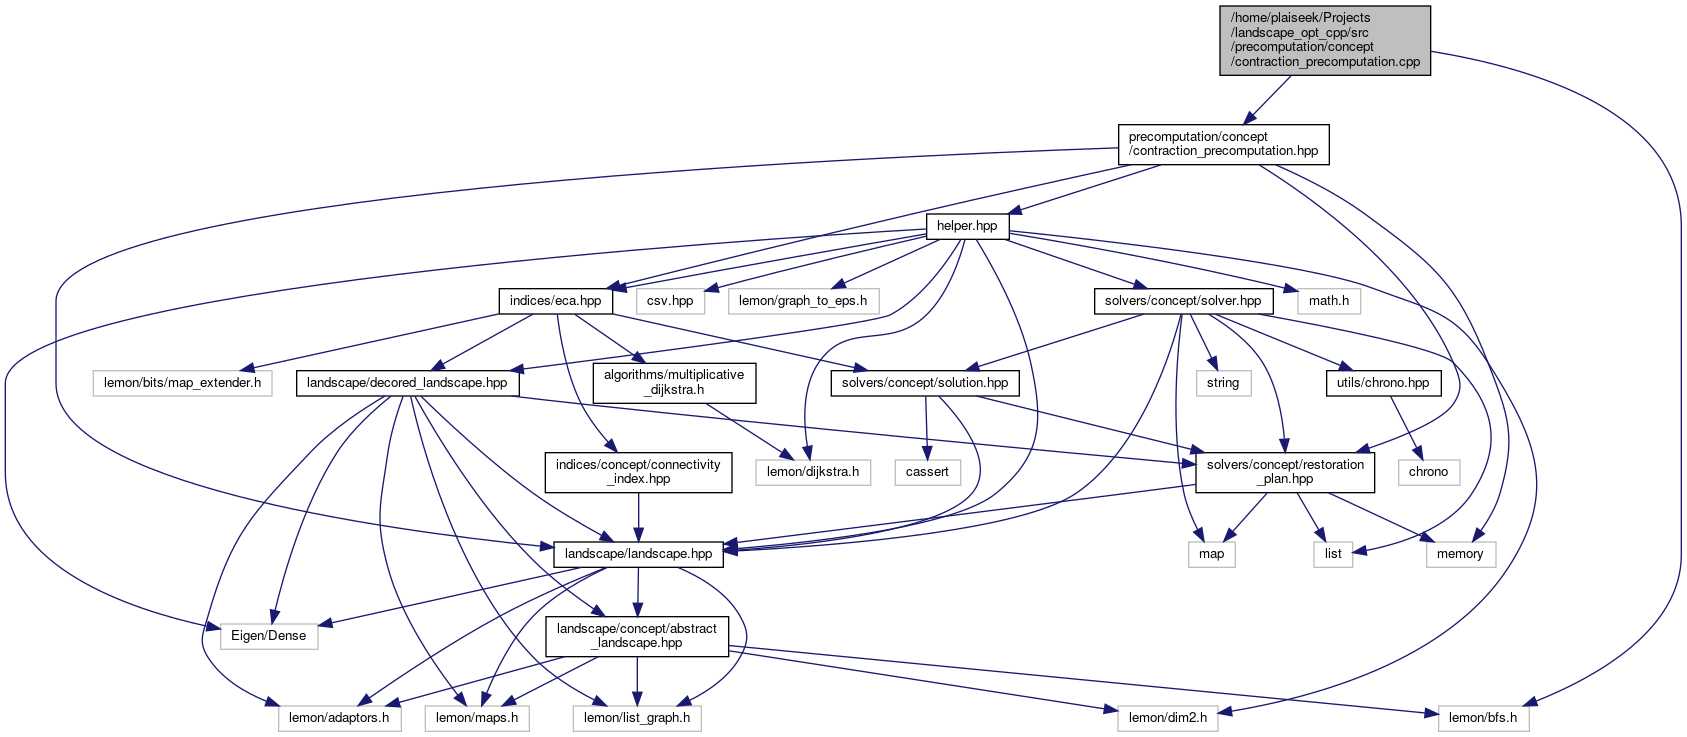 /home/plaiseek/Projects
/landscape_opt_cpp/src
/precomputation/concept
/contraction_precomputation.cpp
precomputation/concept
/contraction_precomputation.hpp
helper.hpp
indices/eca.hpp
csv.hpp
lemon/graph_to_eps.h
solvers/concept/solver.hpp
math.h
lemon/bits/map_extender.h
landscape/decored_landscape.hpp
algorithms/multiplicative
_dijkstra.h
solvers/concept/solution.hpp
string
utils/chrono.hpp
indices/concept/connectivity
_index.hpp
lemon/dijkstra.h
cassert
solvers/concept/restoration
_plan.hpp
chrono
landscape/landscape.hpp
map
list
memory
Eigen/Dense
landscape/concept/abstract
_landscape.hpp
lemon/adaptors.h
lemon/maps.h
lemon/list_graph.h
lemon/dim2.h
lemon/bfs.h